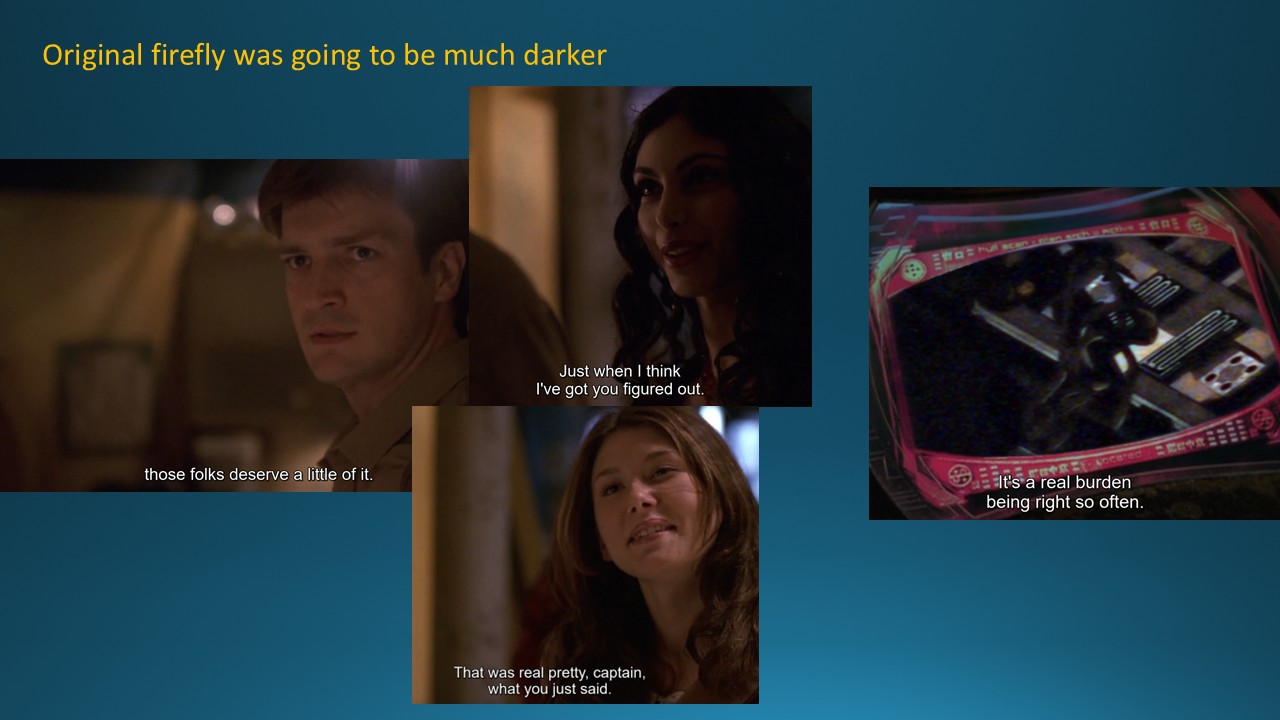 Original firefly was going to be much darker
Just when I think
I've got you figured out.
those folks deserve a little of it.
It's a real burden
being right so often.
That was real pretty, captain,
what you just said.